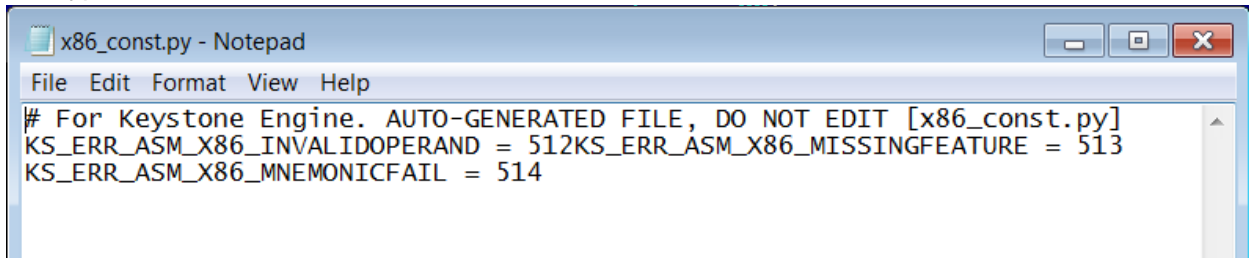 x86_const.py - Notepad
File Edit Format View Help
# For Keystone Engine. AUTO-GENERATED FILE, DO NOT EDIT [x86_const.py]
KS_ERR_ASM_X86_INVALIDOPERAND = 512KS_ERR_ASM_X86_MISSINGFEATURE = 513
KS_ERR_ASM_X86_MNEMONICFAIL = 514